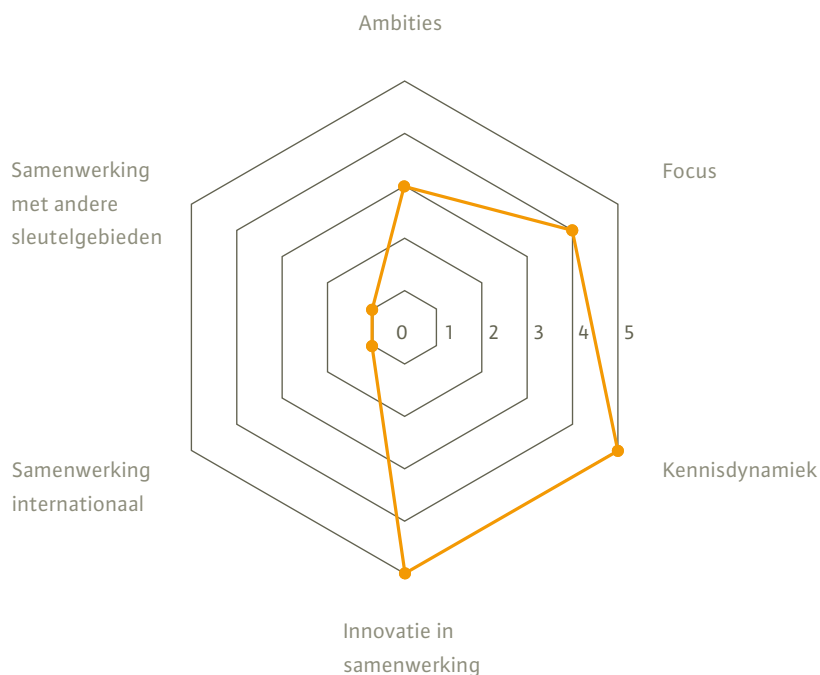 Ambities
Samenwerking
met andere
sleutelgebieden
Focus
0 1 2 3 4 5
Samenwerking
internationaal
Kennisdynamiek
Innovatie in
samenwerking